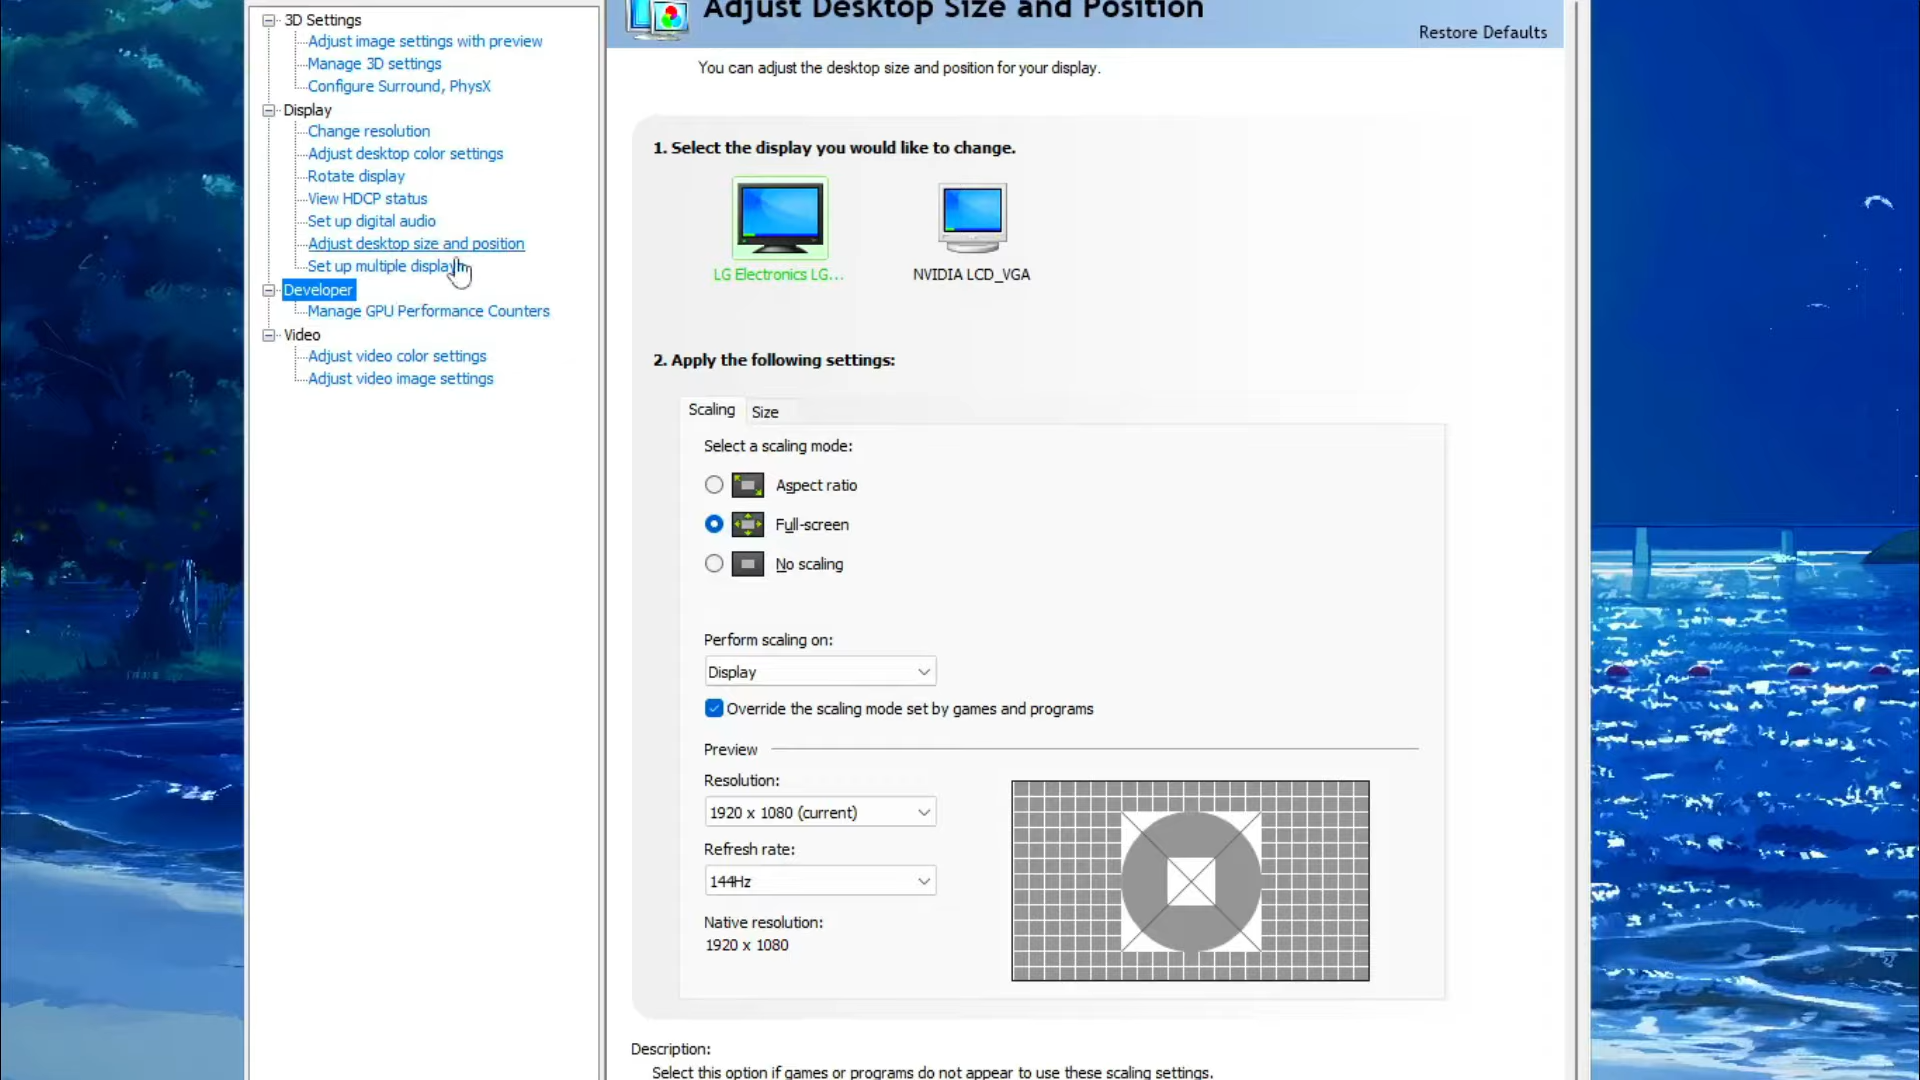 3D Settings
Adjust image settings with preview
Manage 3D settings
Configure Surround, PhysX
Display
Change resolution
Adjust desktop color settings
Rotate display
View HDCP status
Set up digital audio
Adjust desktop size and position
Set up multiple display
Developer
Manage GPU Performance Counters
Video
Adjust video color settings
Adjust video image settings
Adjust Desktop Size and Position
Restore Defaults
You can adjust the desktop size and position for your display.
1. Select the display you would like to change.
LG Electronics LG...
NVIDIA LCD_VGA
2. Apply the following settings:
Scaling
Size
Select a scaling mode:
Aspect ratio
Full-screen
No scaling
Perform scaling on:
Display
Override the scaling mode set by games and programs
Preview
Resolution:
1920 x 1080 (current)
Refresh rate:
144Hz
Native resolution:
1920 x 1080
Description:
Select this option if games or programs do not appear to use these scaling settings.